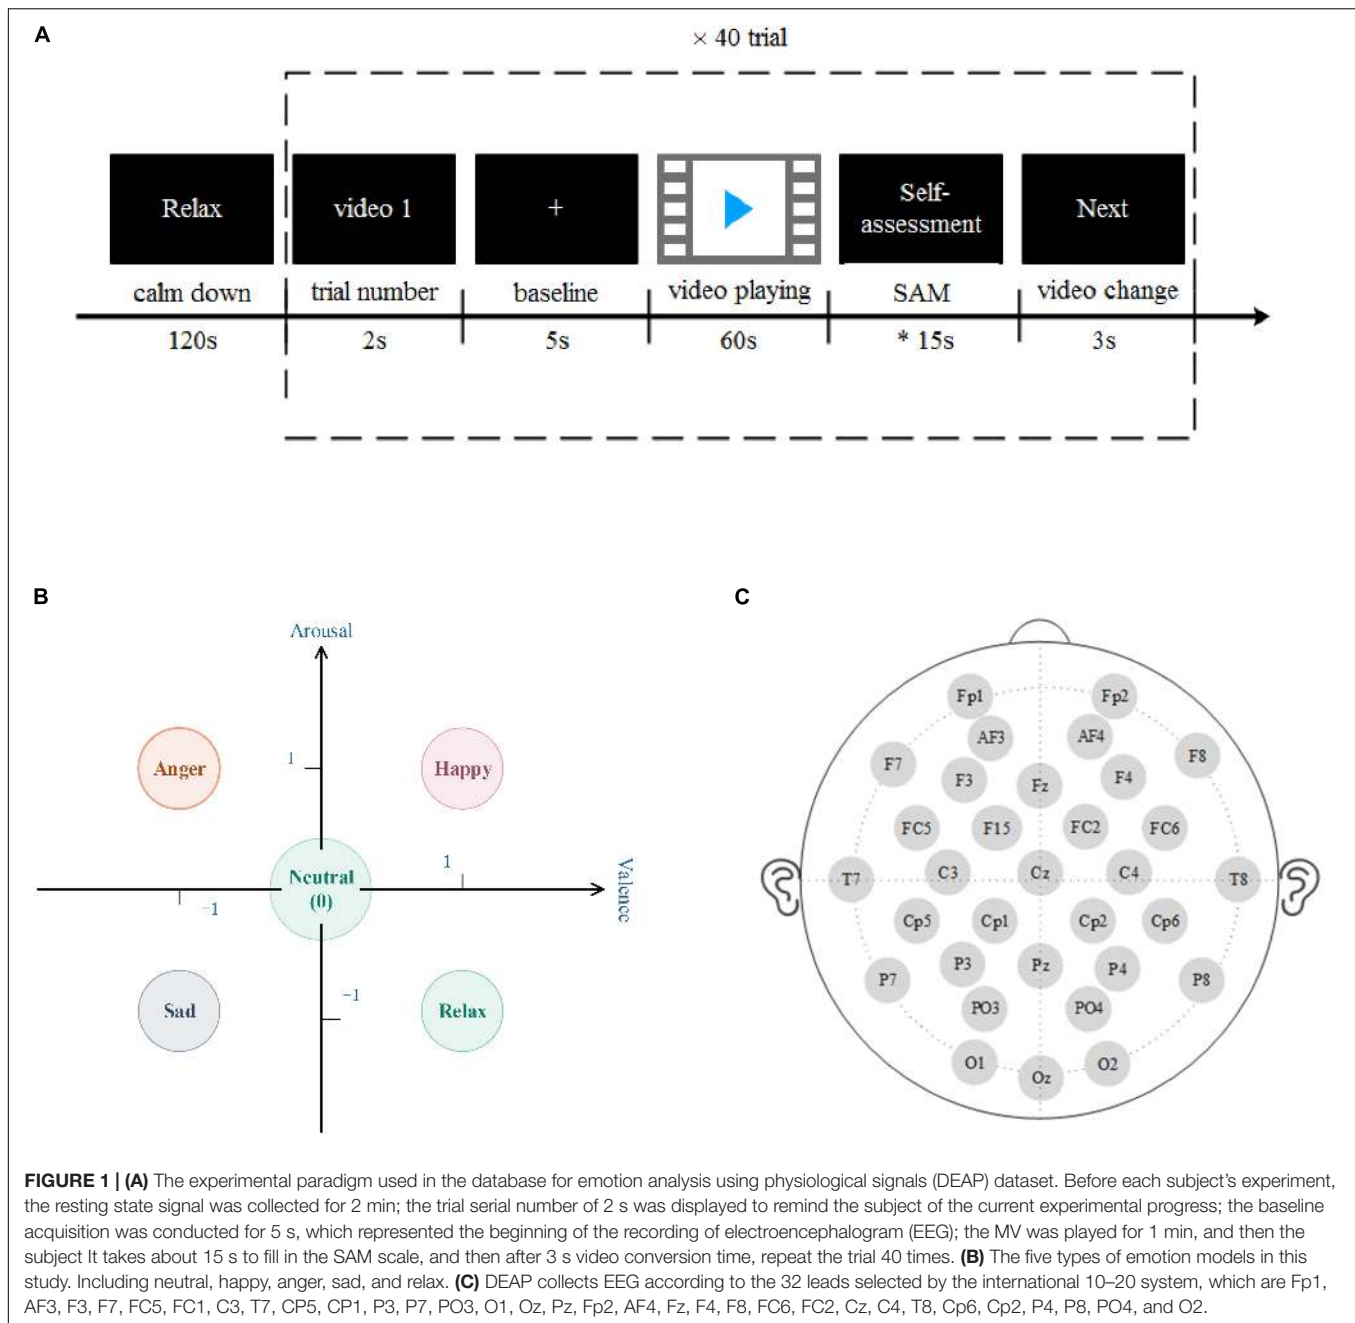 A
× 40 trial
Relax
video 1
+
Self-
assessment
Next
calm down
trial number
baseline
video playing
SAM
video change
120s
2s
5s
60s
* 15s
3s
B
Arousal
Anger
1
Happy
Neutral
(0)
1
Valence
-1
Sad
-1
Relax
C
Fp1
Fp2
AF3
AF4
F7
F8
F3
Fz
F4
FC5
F15
FC2
FC6
T7
C3
Cz
C4
T8
Cp5
Cp1
Cp2
Cp6
P7
P3
Pz
P4
P8
PO3
PO4
O1
Oz
O2
FIGURE 1 | (A) The experimental paradigm used in the database for emotion analysis using physiological signals (DEAP) dataset. Before each subject's experiment,
the resting state signal was collected for 2 min; the trial serial number of 2 s was displayed to remind the subject of the current experimental progress; the baseline
acquisition was conducted for 5 s, which represented the beginning of the recording of electroencephalogram (EEG); the MV was played for 1 min, and then the
subject It takes about 15 s to fill in the SAM scale, and then after 3 s video conversion time, repeat the trial 40 times. (B) The five types of emotion models in this
study. Including neutral, happy, anger, sad, and relax. (C) DEAP collects EEG according to the 32 leads selected by the international 10–20 system, which are Fp1,
AF3, F3, F7, FC5, FC1, C3, T7, CP5, CP1, P3, P7, PO3, O1, Oz, Pz, Fp2, AF4, Fz, F4, F8, FC6, FC2, Cz, C4, T8, Cp6, Cp2, P4, P8, PO4, and O2.